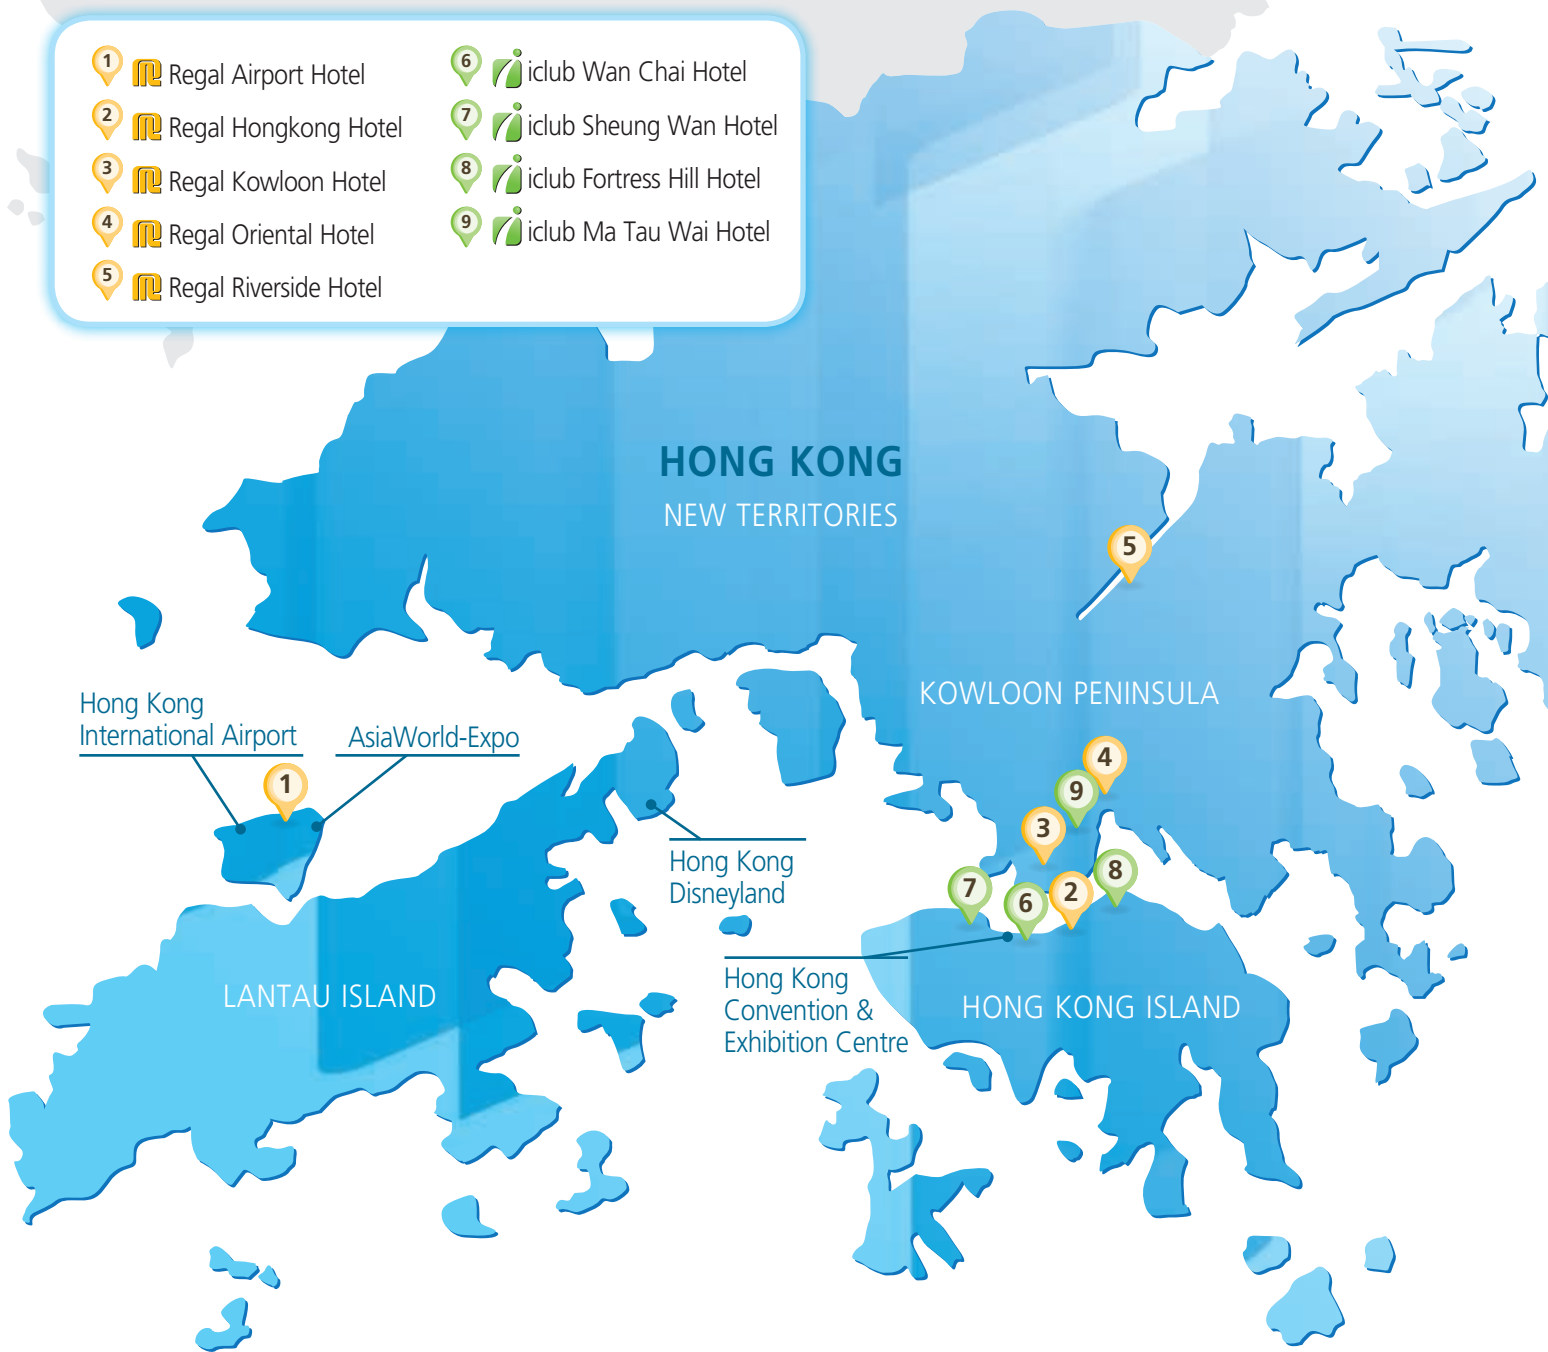 1 Regal Airport Hotel
2 Regal Hongkong Hotel
3 Regal Kowloon Hotel
4 Regal Oriental Hotel
5 Regal Riverside Hotel
6 iclub Wan Chai Hotel
7 iclub Sheung Wan Hotel
8 iclub Fortress Hill Hotel
9 iclub Ma Tau Wai Hotel
HONG KONG
NEW TERRITORIES
5
KOWLOON PENINSULA
Hong Kong
International Airport
AsiaWorld-Expo
1
4
9
3
Hong Kong
Disneyland
7
6
2
8
Hong Kong
Convention &
Exhibition Centre
LANTAU ISLAND
HONG KONG ISLAND